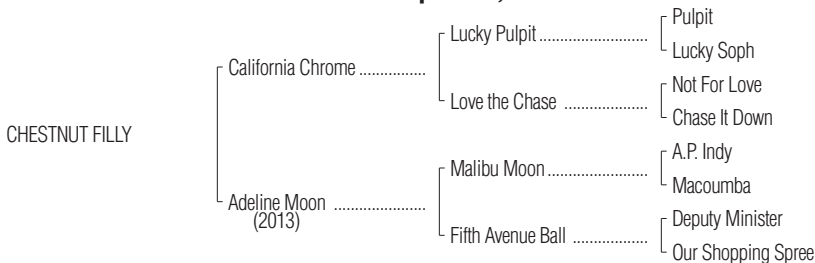 Pulpit
Lucky Pulpit ..........................
Lucky Soph
California Chrome ................
Not For Love
Love the Chase ....................
Chase It Down
CHESTNUT FILLY
A.P. Indy
Malibu Moon ........................
Macoumba
Adeline Moon ......................
(2013)
Deputy Minister
Fifth Avenue Ball ..................
Our Shopping Spree